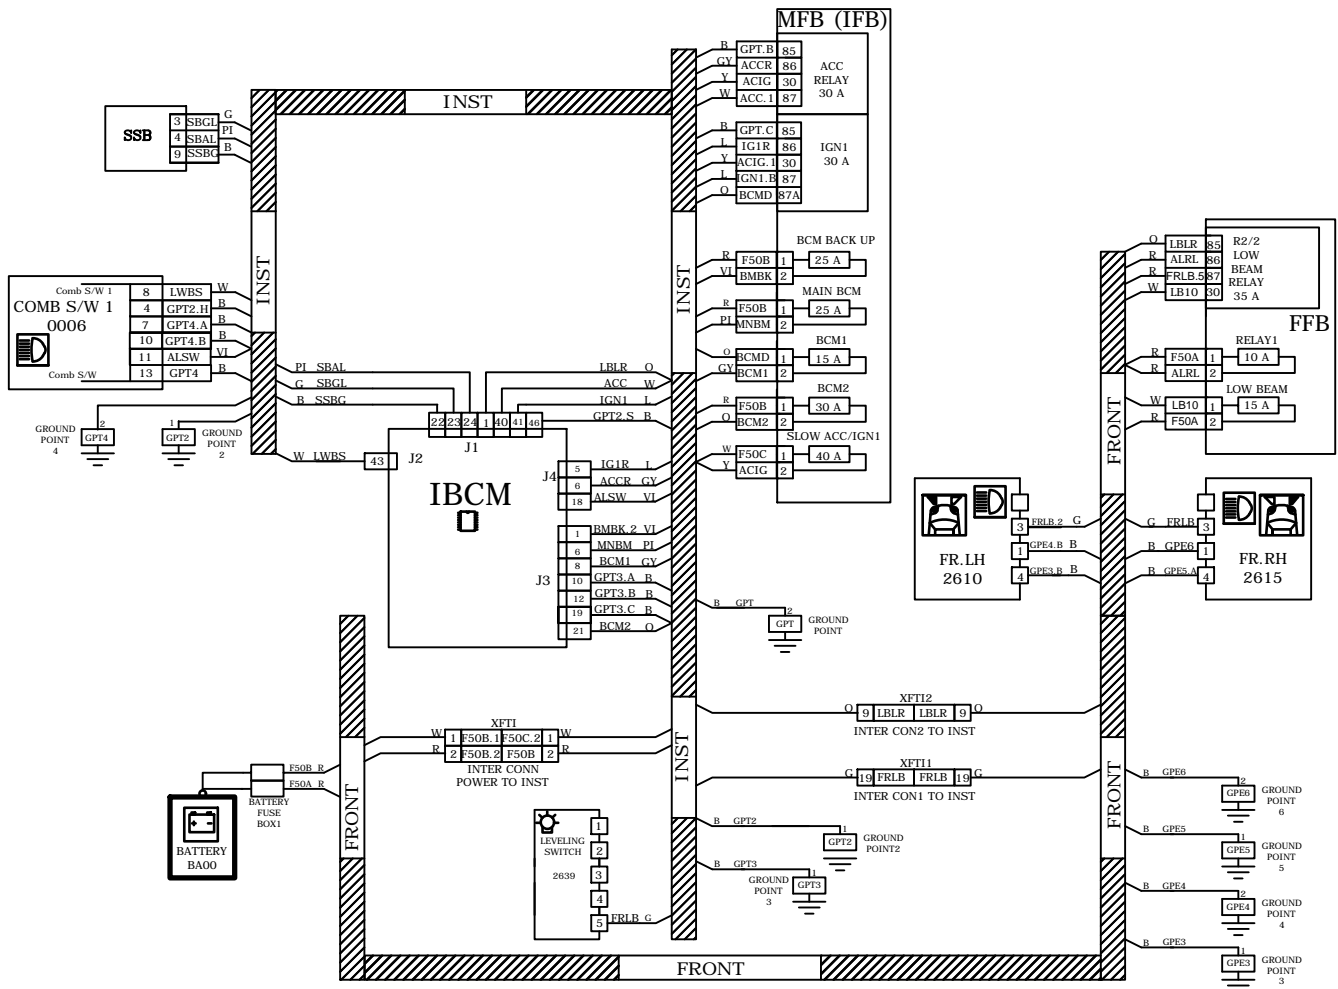 MFB (IFB)
B GPT.B 85
GY ACCR 86
Y ACIG 30
W ACC.1 87
ACC
RELAY
30 A
B GPT.C 85
L IG1R 86
Y ACIG.1 30
L IGN1.B 87
O BCMD 87A
IGN1
30 A
BCM BACK UP
R F50B 1 25 A
VI BMBK 2
MAIN BCM
R F50B 1 25 A
PI MNBM 2
BCM1
O BCMD 1 15 A
GY BCM1 2
BCM2
R F50B 1 30 A
O BCM2 2
SLOW ACC/IGN1
W F50C 1 40 A
Y ACIG 2
INST
SSB
3 SBGL G
4 SBAL PI
9 SSBG B
INST
INST
Comb S/W 1
COMB S/W 1
0006
Comb S/W
8 LWBS W
4 GPT2.H B
7 GPT4.A B
10 GPT4.B B
11 ALSW VI
13 GPT4 B
GROUND
POINT
4
2
GPT4
1
GPT2
GROUND
POINT
2
PI SBAL
G SBGL
B SSBG
W LWBS
LBLR O
ACC W
IGN1 L
GPT2.S B
22 23 24 1 40 41 46
J1
43 J2
IBCM
J4
5 IG1R L
6 ACCR GY
18 ALSW VI
J3
1 BMBK.2 VI
6 MNBM PI
8 BCM1 GY
10 GPT3.A B
12 GPT3.B B
19 GPT3.C B
21 BCM2 O
B GPT
2
GPT
GROUND
POINT
O LBLR 85
R ALRL 86
R FRLB.5 87
W LB10 30
R2/2
LOW
BEAM
RELAY
35 A
FFB
RELAY1
R F50A 1 10 A
R ALRL 2
LOW BEAM
W LB10 1 15 A
R F50A 2
FRONT
FR.LH
2610
3 FRLB.2 G
1 GPE4.B B
4 GPE3.B B
G FRLB 3
B GPE6 1
B GPE5.A 4
FR.RH
2615
XFTI2
O 9 LBLR LBLR 9 O
INTER CON2 TO INST
XFTI1
G 19 FRLB FRLB 19 G
INTER CON1 TO INST
XFTI
W 1 F50B.1 F50C.2 1 W
R 2 F50B.2 F50B 2 R
INTER CONN
POWER TO INST
INST
FRONT
FRONT
F50B R
F50A R
BATTERY
FUSE
BOX1
BATTERY
BA00
LEVELING
SWITCH
2639
1
2
3
4
5 FRLB G
B GPT2
1
GPT2
GROUND
POINT2
B GPT3
GROUND
POINT
3
1
GPT3
B GPE6
2
GPE6
GROUND
POINT
6
B GPE5
1
GPE5
GROUND
POINT
5
B GPE4
2
GPE4
GROUND
POINT
4
B GPE3
1
GPE3
GROUND
POINT
3
FRONT